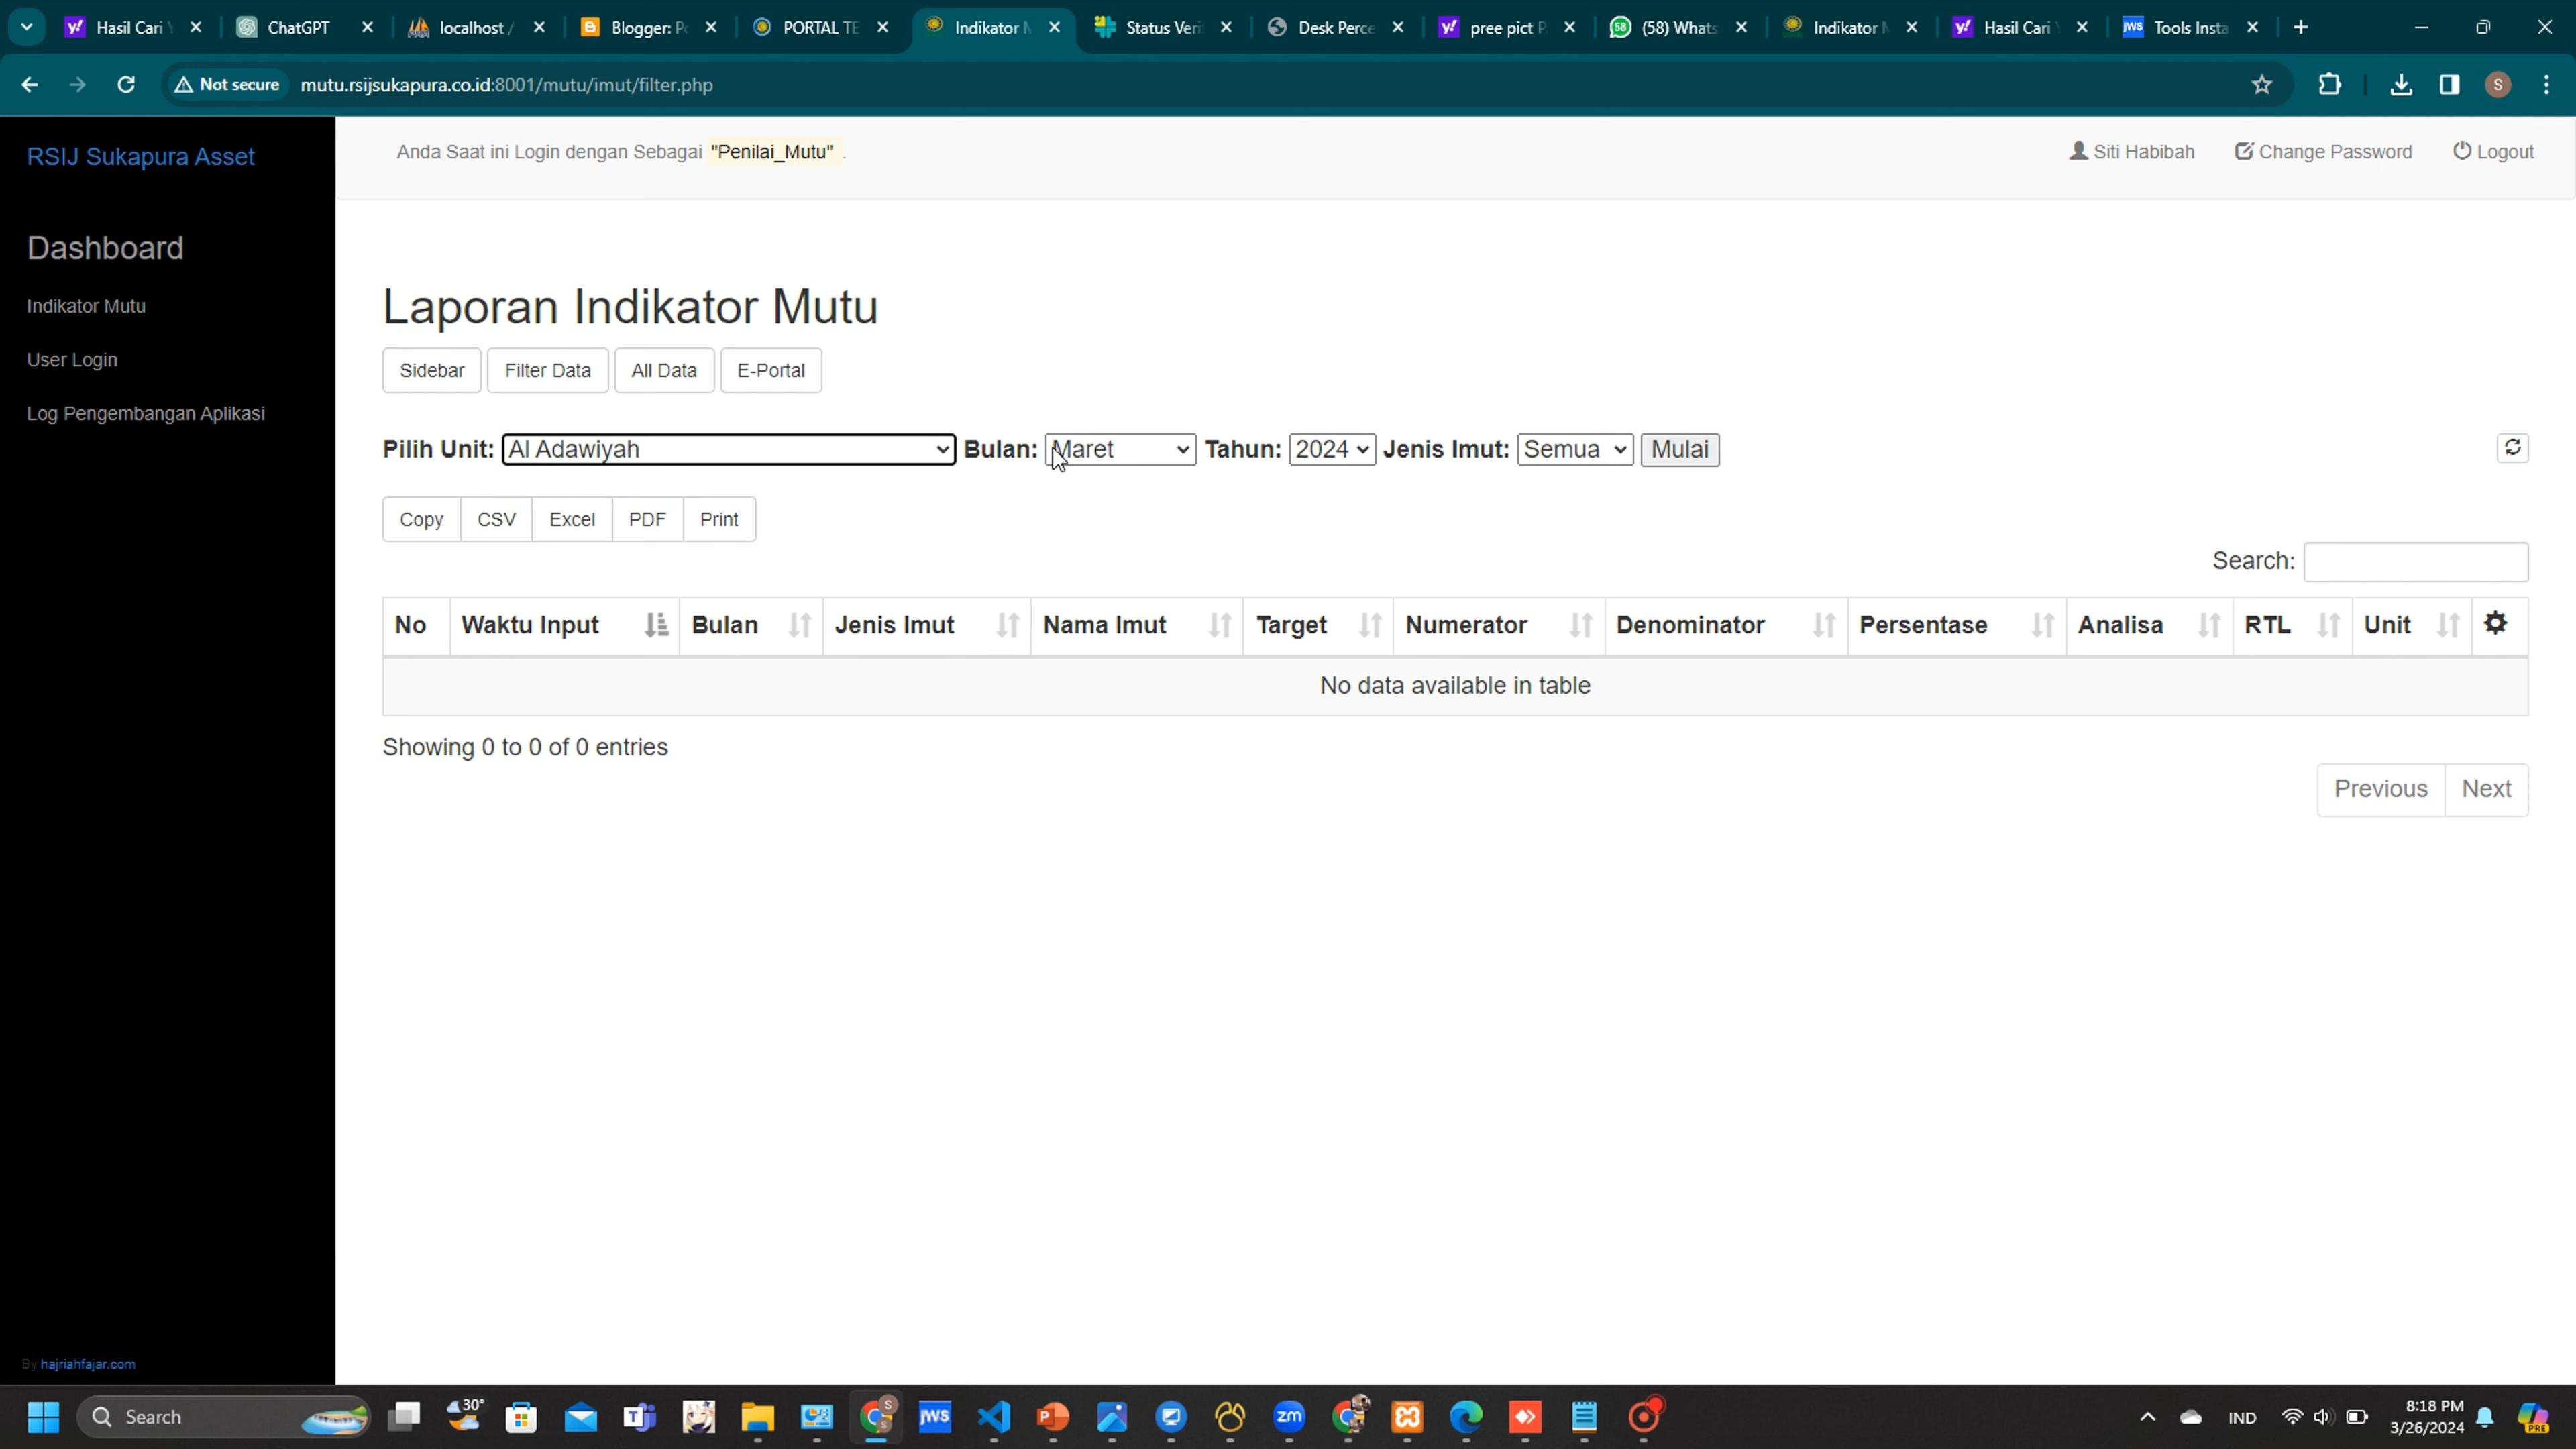 Hasil Cari
ChatGPT
localhost /
Blogger: P
PORTAL TE
Indikator
Status Veri
Desk Perce
pree pict
(58) Whats
Indikator
Hasil Cari
Tools Insta
Not secure
mutu.rsijsukapura.co.id:8001/mutu/imut/filter.php
RSIJ Sukapura Asset
Anda Saat ini Login dengan Sebagai "Penilai_Mutu" .
Siti Habibah
Change Password
Logout
Dashboard
Indikator Mutu
User Login
Log Pengembangan Aplikasi
Laporan Indikator Mutu
Sidebar
Filter Data
All Data
E-Portal
Pilih Unit: Al Adawiyah Bulan: Maret Tahun: 2024 Jenis Imut: Semua Mulai
Copy
CSV
Excel
PDF
Print
Search:
No Waktu Input Bulan Jenis Imut Nama Imut Target Numerator Denominator Persentase Analisa RTL Unit
No data available in table
Showing 0 to 0 of 0 entries
Previous
Next
By hajriahfajar.com
Search
30°
IND
8:18 PM
3/26/2024